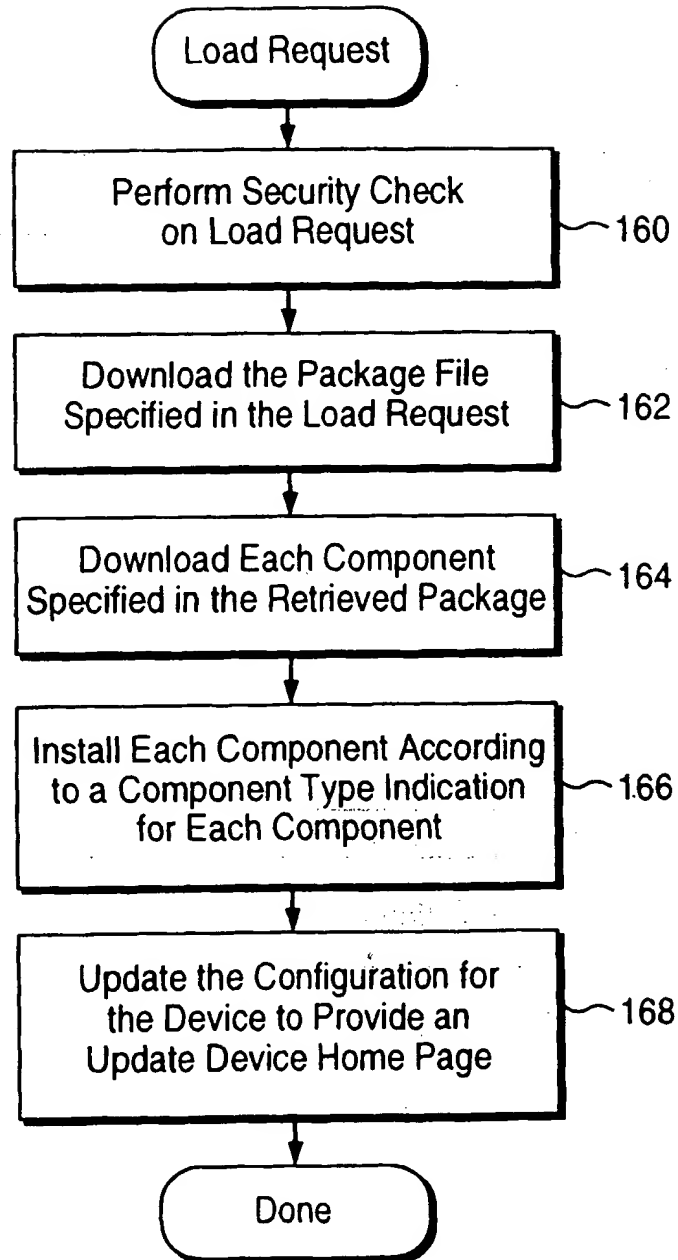 Load Request
Perform Security Check
on Load Request
160
Download the Package File
Specified in the Load Request
162
Download Each Component
Specified in the Retrieved Package
164
Install Each Component According
to a Component Type Indication
for Each Component
166
Update the Configuration for
the Device to Provide an
Update Device Home Page
168
Done